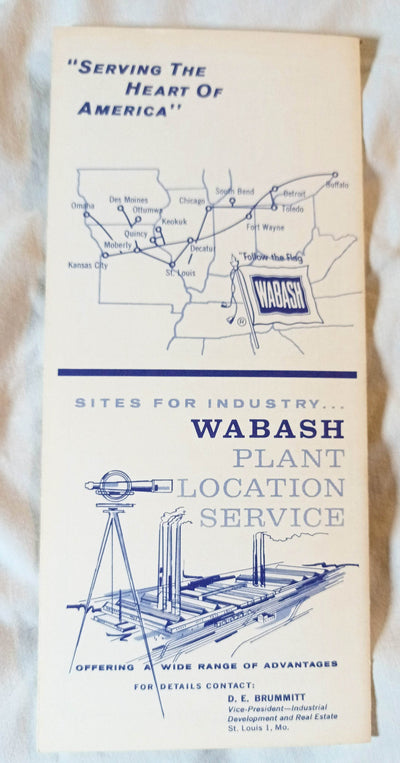 "SERVING THE
HEART OF
AMERICA"
Buffalo
South Bend
Detroit
Omaha
Des Moines
Chicago
Toledo
Ottumwa
Keokuk
Fort Wayne
Quincy
Moberly
Decatur
Kansas City
St. Louis
"Follow the Flag
WABASH
®
SITES FOR INDUSTRY...
WABASH
PLANT
LOCATION
SERVICE
OFFERING A WIDE RANGE OF ADVANTAGES
FOR DETAILS CONTACT:
D. E. BRUMMITT
Vice-President—Industrial
Development and Real Estate
St. Louis 1, Mo.